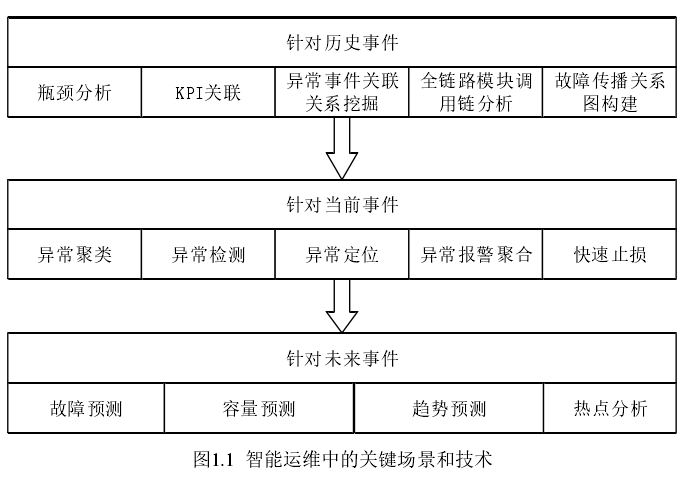 针对历史事件
瓶颈分析 KPI关联 异常事件关联 全链路模块调 故障传播关系
关系挖掘 用链分析 图构建
针对当前事件
异常聚类 异常检测 异常定位 异常报警聚合 快速止损
针对未来事件
故障预测 容量预测 趋势预测 热点分析
图1.1 智能运维中的关键场景和技术